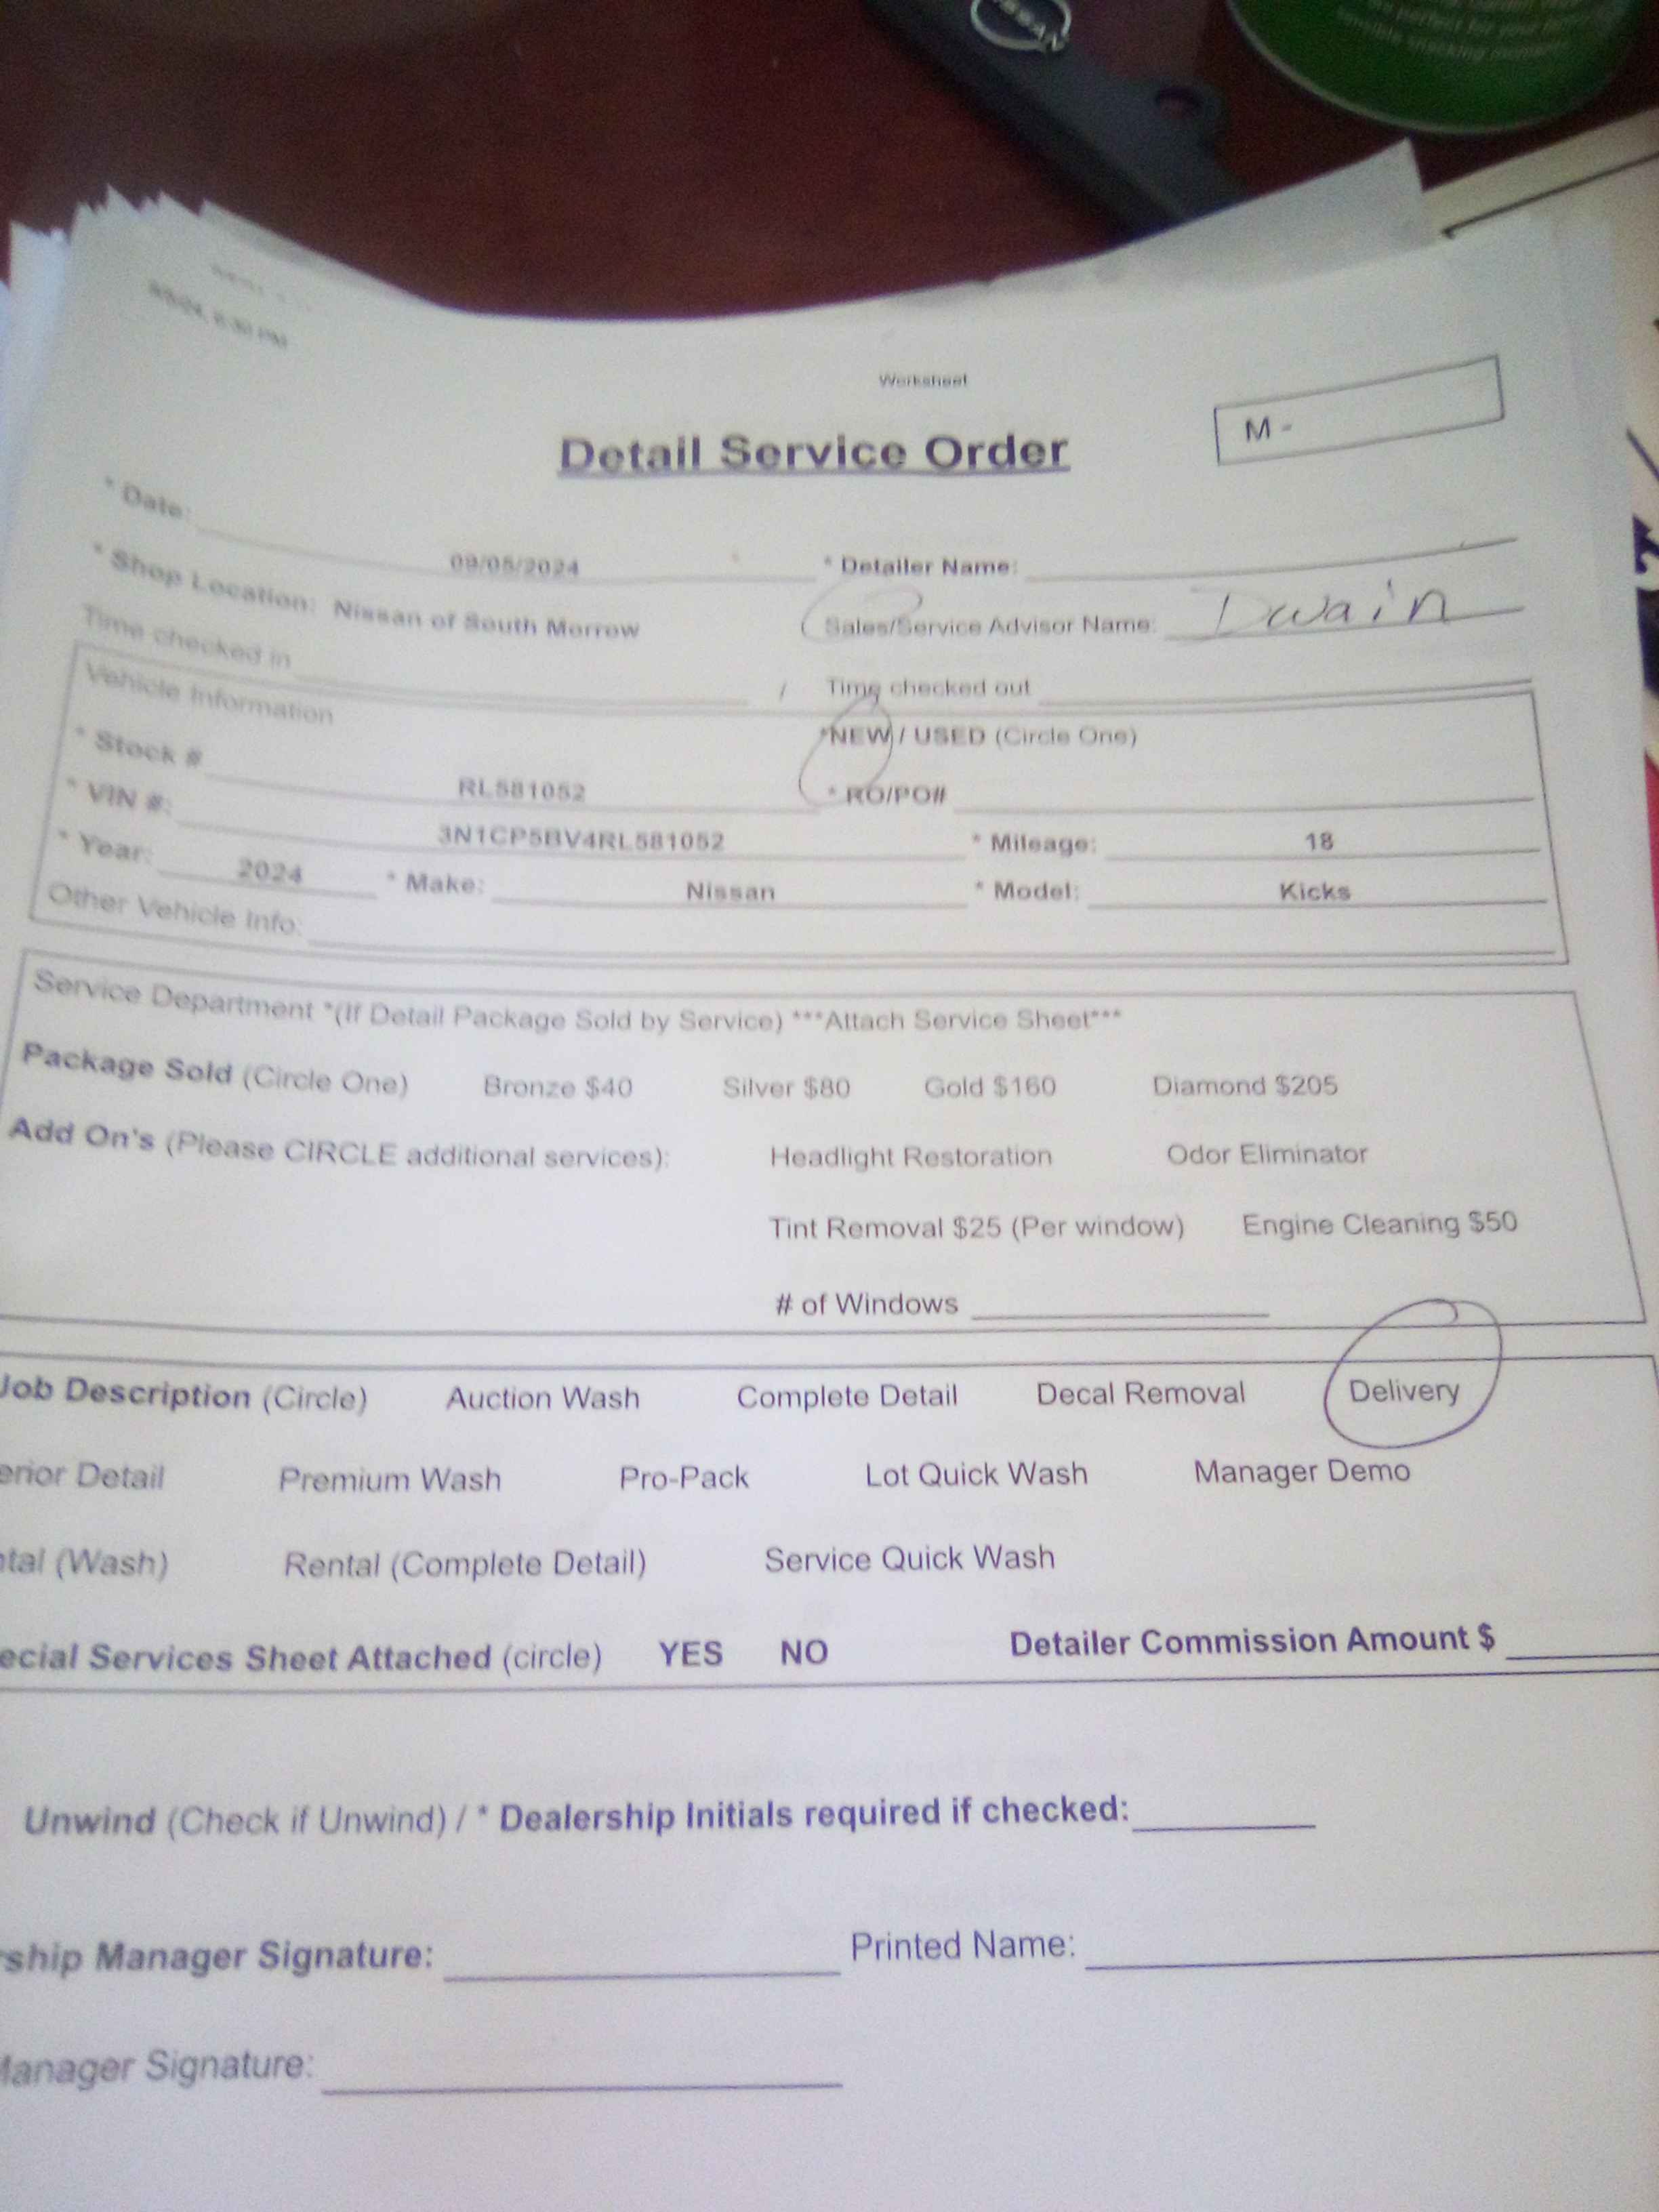 NISSAN
Worksheet
M -
Detail Service Order
* Date: 09/05/2024 * Detailer Name:
* Shop Location: Nissan of South Morrow Sales/Service Advisor Name: Dwain
Time checked in / Time checked out
Vehicle Information *NEW / USED (Circle One)
* Stock # RL581052 * RO/PO#
* VIN #: 3N1CP5BV4RL581052 * Mileage: 18
* Year: 2024 * Make: Nissan * Model: Kicks
Other Vehicle Info:
Service Department *(If Detail Package Sold by Service) ***Attach Service Sheet***
Package Sold (Circle One) Bronze $40 Silver $80 Gold $160 Diamond $205
Add On's (Please CIRCLE additional services): Headlight Restoration Odor Eliminator
Tint Removal $25 (Per window) Engine Cleaning $50
# of Windows
Job Description (Circle) Auction Wash Complete Detail Decal Removal Delivery
erior Detail Premium Wash Pro-Pack Lot Quick Wash Manager Demo
ntal (Wash) Rental (Complete Detail) Service Quick Wash
ecial Services Sheet Attached (circle) YES NO Detailer Commission Amount $
Unwind (Check if Unwind) / * Dealership Initials required if checked:
rship Manager Signature: Printed Name:
Manager Signature: